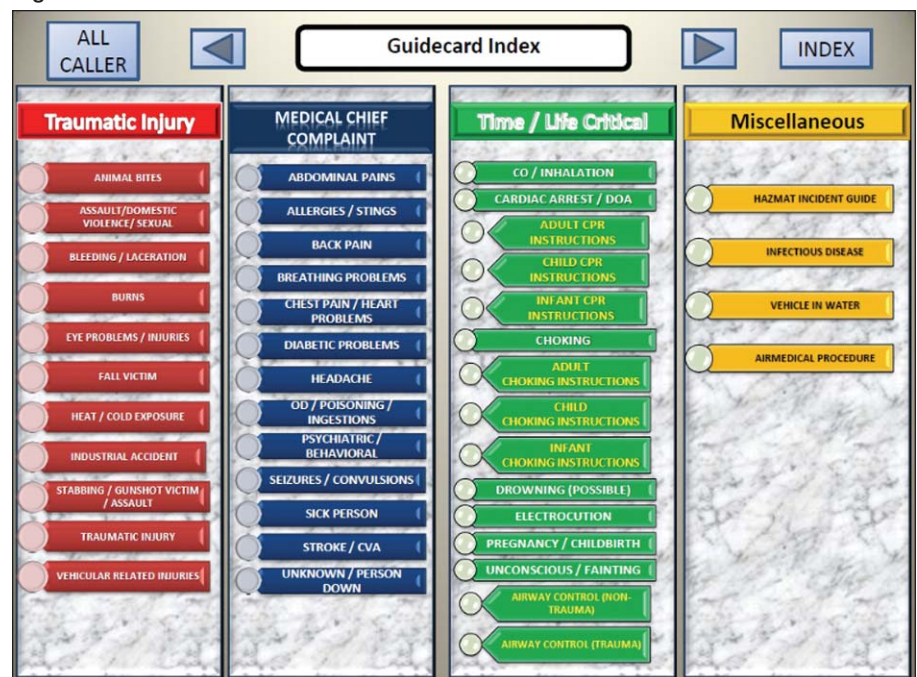 ALL
CALLER
Guidecard Index
INDEX
Traumatic Injury
ANIMAL BITES
ASSAULT/DOMESTIC
VIOLENCE/ SEXUAL
BLEEDING / LACERATION
BURNS
EYE PROBLEMS / INJURIES
FALL VICTIM
HEAT / COLD EXPOSURE
INDUSTRIAL ACCIDENT
STABBING / GUNSHOT VICTIM
/ ASSAULT
TRAUMATIC INJURY
VEHICULAR RELATED INJURIES
MEDICAL CHIEF
COMPLAINT
ABDOMINAL PAINS
ALLERGIES / STINGS
BACK PAIN
BREATHING PROBLEMS
CHEST PAIN / HEART
PROBLEMS
DIABETIC PROBLEMS
HEADACHE
OD / POISONING /
INGESTIONS
PSYCHIATRIC /
BEHAVIORAL
SEIZURES / CONVULSIONS
SICK PERSON
STROKE / CVA
UNKNOWN / PERSON
DOWN
Time / Life Critical
CO / INHALATION
CARDIAC ARREST / DOA
ADULT CPR
INSTRUCTIONS
CHILD CPR
INSTRUCTIONS
INFANT CPR
INSTRUCTIONS
CHOKING
ADULT
CHOKING INSTRUCTIONS
CHILD
CHOKING INSTRUCTIONS
INFANT
CHOKING INSTRUCTIONS
DROWNING (POSSIBLE)
ELECTROCUTION
PREGNANCY / CHILDBIRTH
UNCONSCIOUS / FAINTING
AIRWAY CONTROL (NON-
TRAUMA)
AIRWAY CONTROL (TRAUMA)
Miscellaneous
HAZMAT INCIDENT GUIDE
INFECTIOUS DISEASE
VEHICLE IN WATER
AIRMEDICAL PROCEDURE